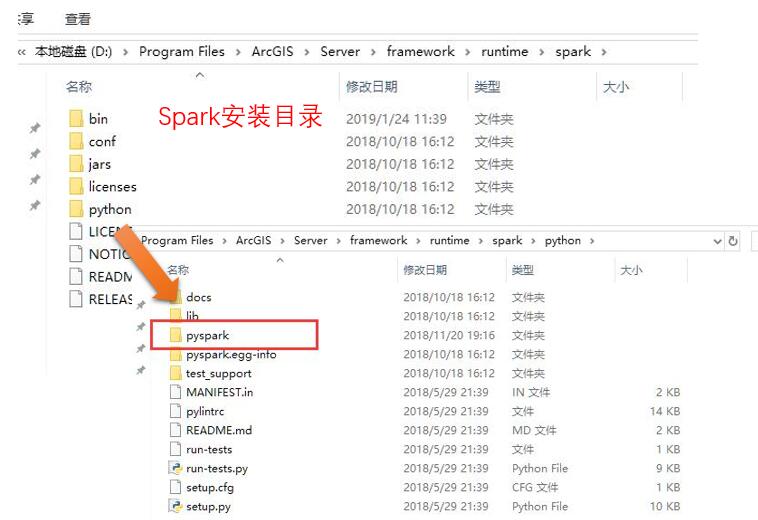 享 查看
« 本地磁盘 (D:) › Program Files › ArcGIS › Server › framework › runtime › spark ›
名称 修改日期 类型 大小
Spark安装目录
bin 2019/1/24 11:39 文件夹
conf 2018/10/18 16:12 文件夹
jars 2018/10/18 16:12 文件夹
licenses 2018/10/18 16:12 文件夹
python 2018/10/18 16:12 文件夹
LICEN
NOTIC
README
RELEAS
Program Files › ArcGIS › Server › framework › runtime › spark › python ›
名称 修改日期 类型 大小
docs 2018/10/18 16:12 文件夹
lib 2018/10/18 16:12 文件夹
pyspark 2018/11/20 19:16 文件夹
pyspark.egg-info 2018/10/18 16:12 文件夹
test_support 2018/10/18 16:12 文件夹
MANIFEST.in 2018/5/29 21:39 IN 文件 2 KB
pylintrc 2018/5/29 21:39 文件 14 KB
README.md 2018/5/29 21:39 MD 文件 2 KB
run-tests 2018/5/29 21:39 文件 1 KB
run-tests.py 2018/5/29 21:39 Python File 9 KB
setup.cfg 2018/5/29 21:39 CFG 文件 1 KB
setup.py 2018/5/29 21:39 Python File 10 KB